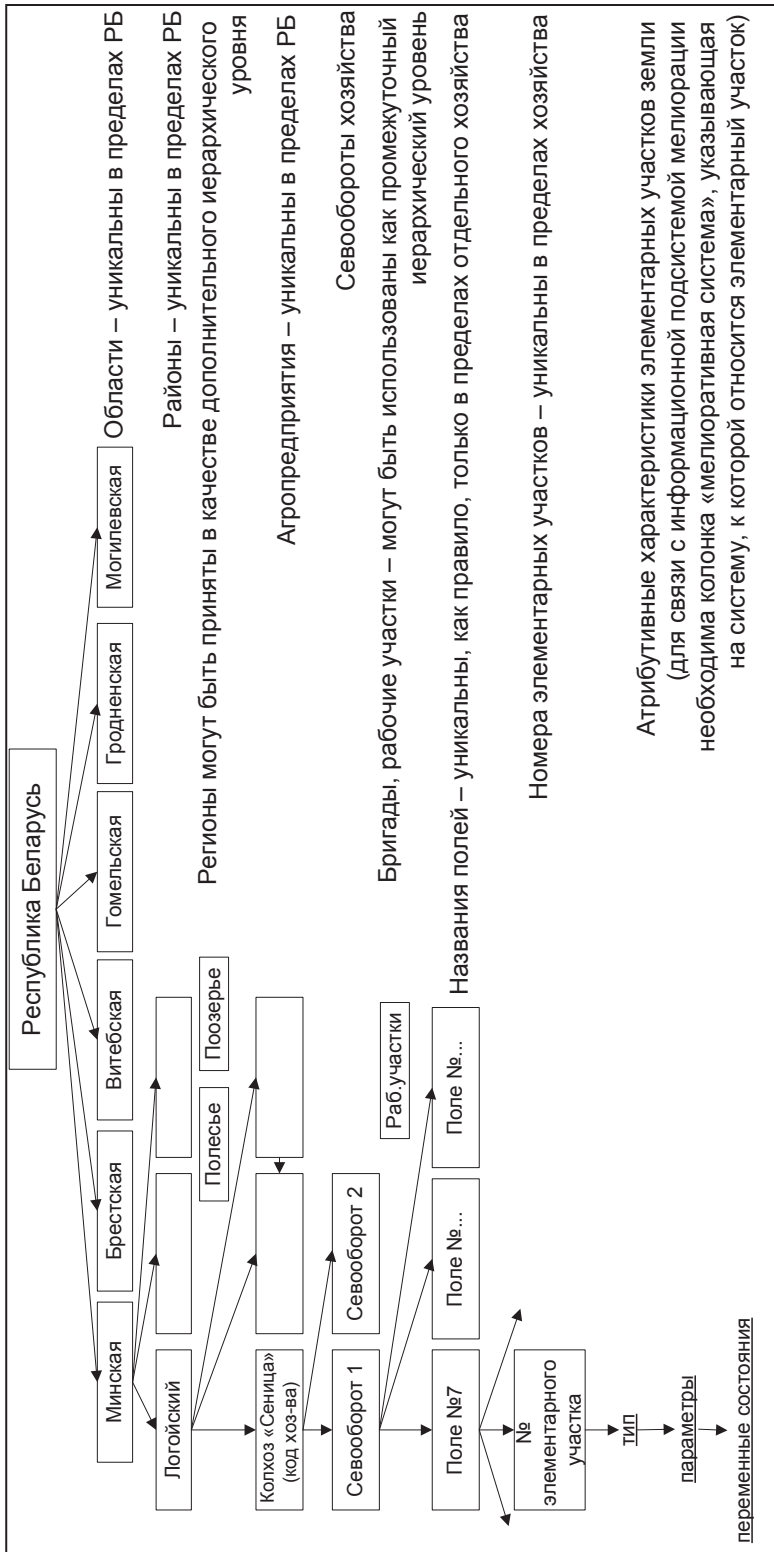 Республика Беларусь
Минская
Брестская
Витебская
Гомельская
Гродненская
Могилевская
Области – уникальны в пределах РБ
Логойский
Районы – уникальны в пределах РБ
Полесье
Поозерье
Регионы могут быть приняты в качестве дополнительного иерархического
уровня
Колхоз «Сеница»
(код хоз-ва)
Агропредприятия – уникальны в пределах РБ
Севооборот 1
Севооборот 2
Севообороты хозяйства
Раб.участки
Бригады, рабочие участки – могут быть использованы как промежуточный
иерархический уровень
Поле №7
Поле №...
Поле №...
Названия полей – уникальны, как правило, только в пределах отдельного хозяйства
№
элементарного
участка
Номера элементарных участков – уникальны в пределах хозяйства
тип
параметры
переменные состояния
Атрибутивные характеристики элементарных участков земли
(для связи с информационной подсистемой мелиорации
необходима колонка «мелиоративная система», указывающая
на систему, к которой относится элементарный участок)